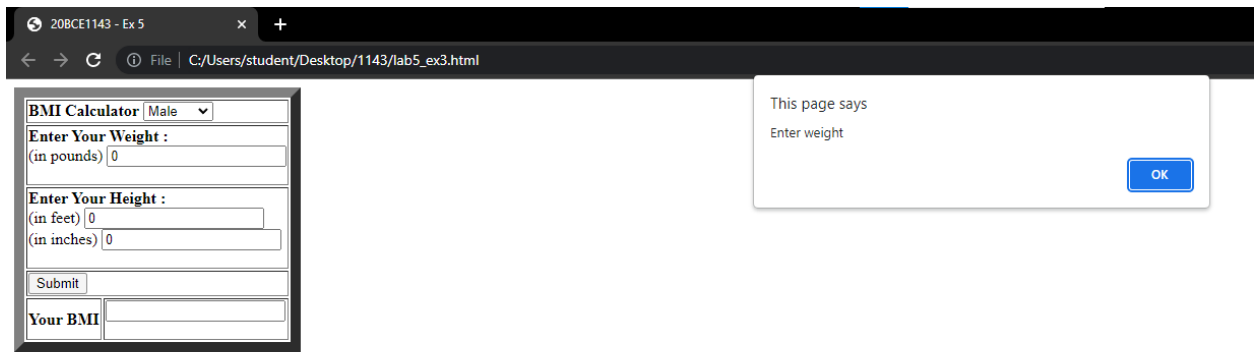 20BCE1143 - Ex 5
File | C:/Users/student/Desktop/1143/lab5_ex3.html
This page says
Enter weight
OK
BMI Calculator Male
Enter Your Weight :
(in pounds) 0
Enter Your Height :
(in feet) 0
(in inches) 0
Submit
Your BMI